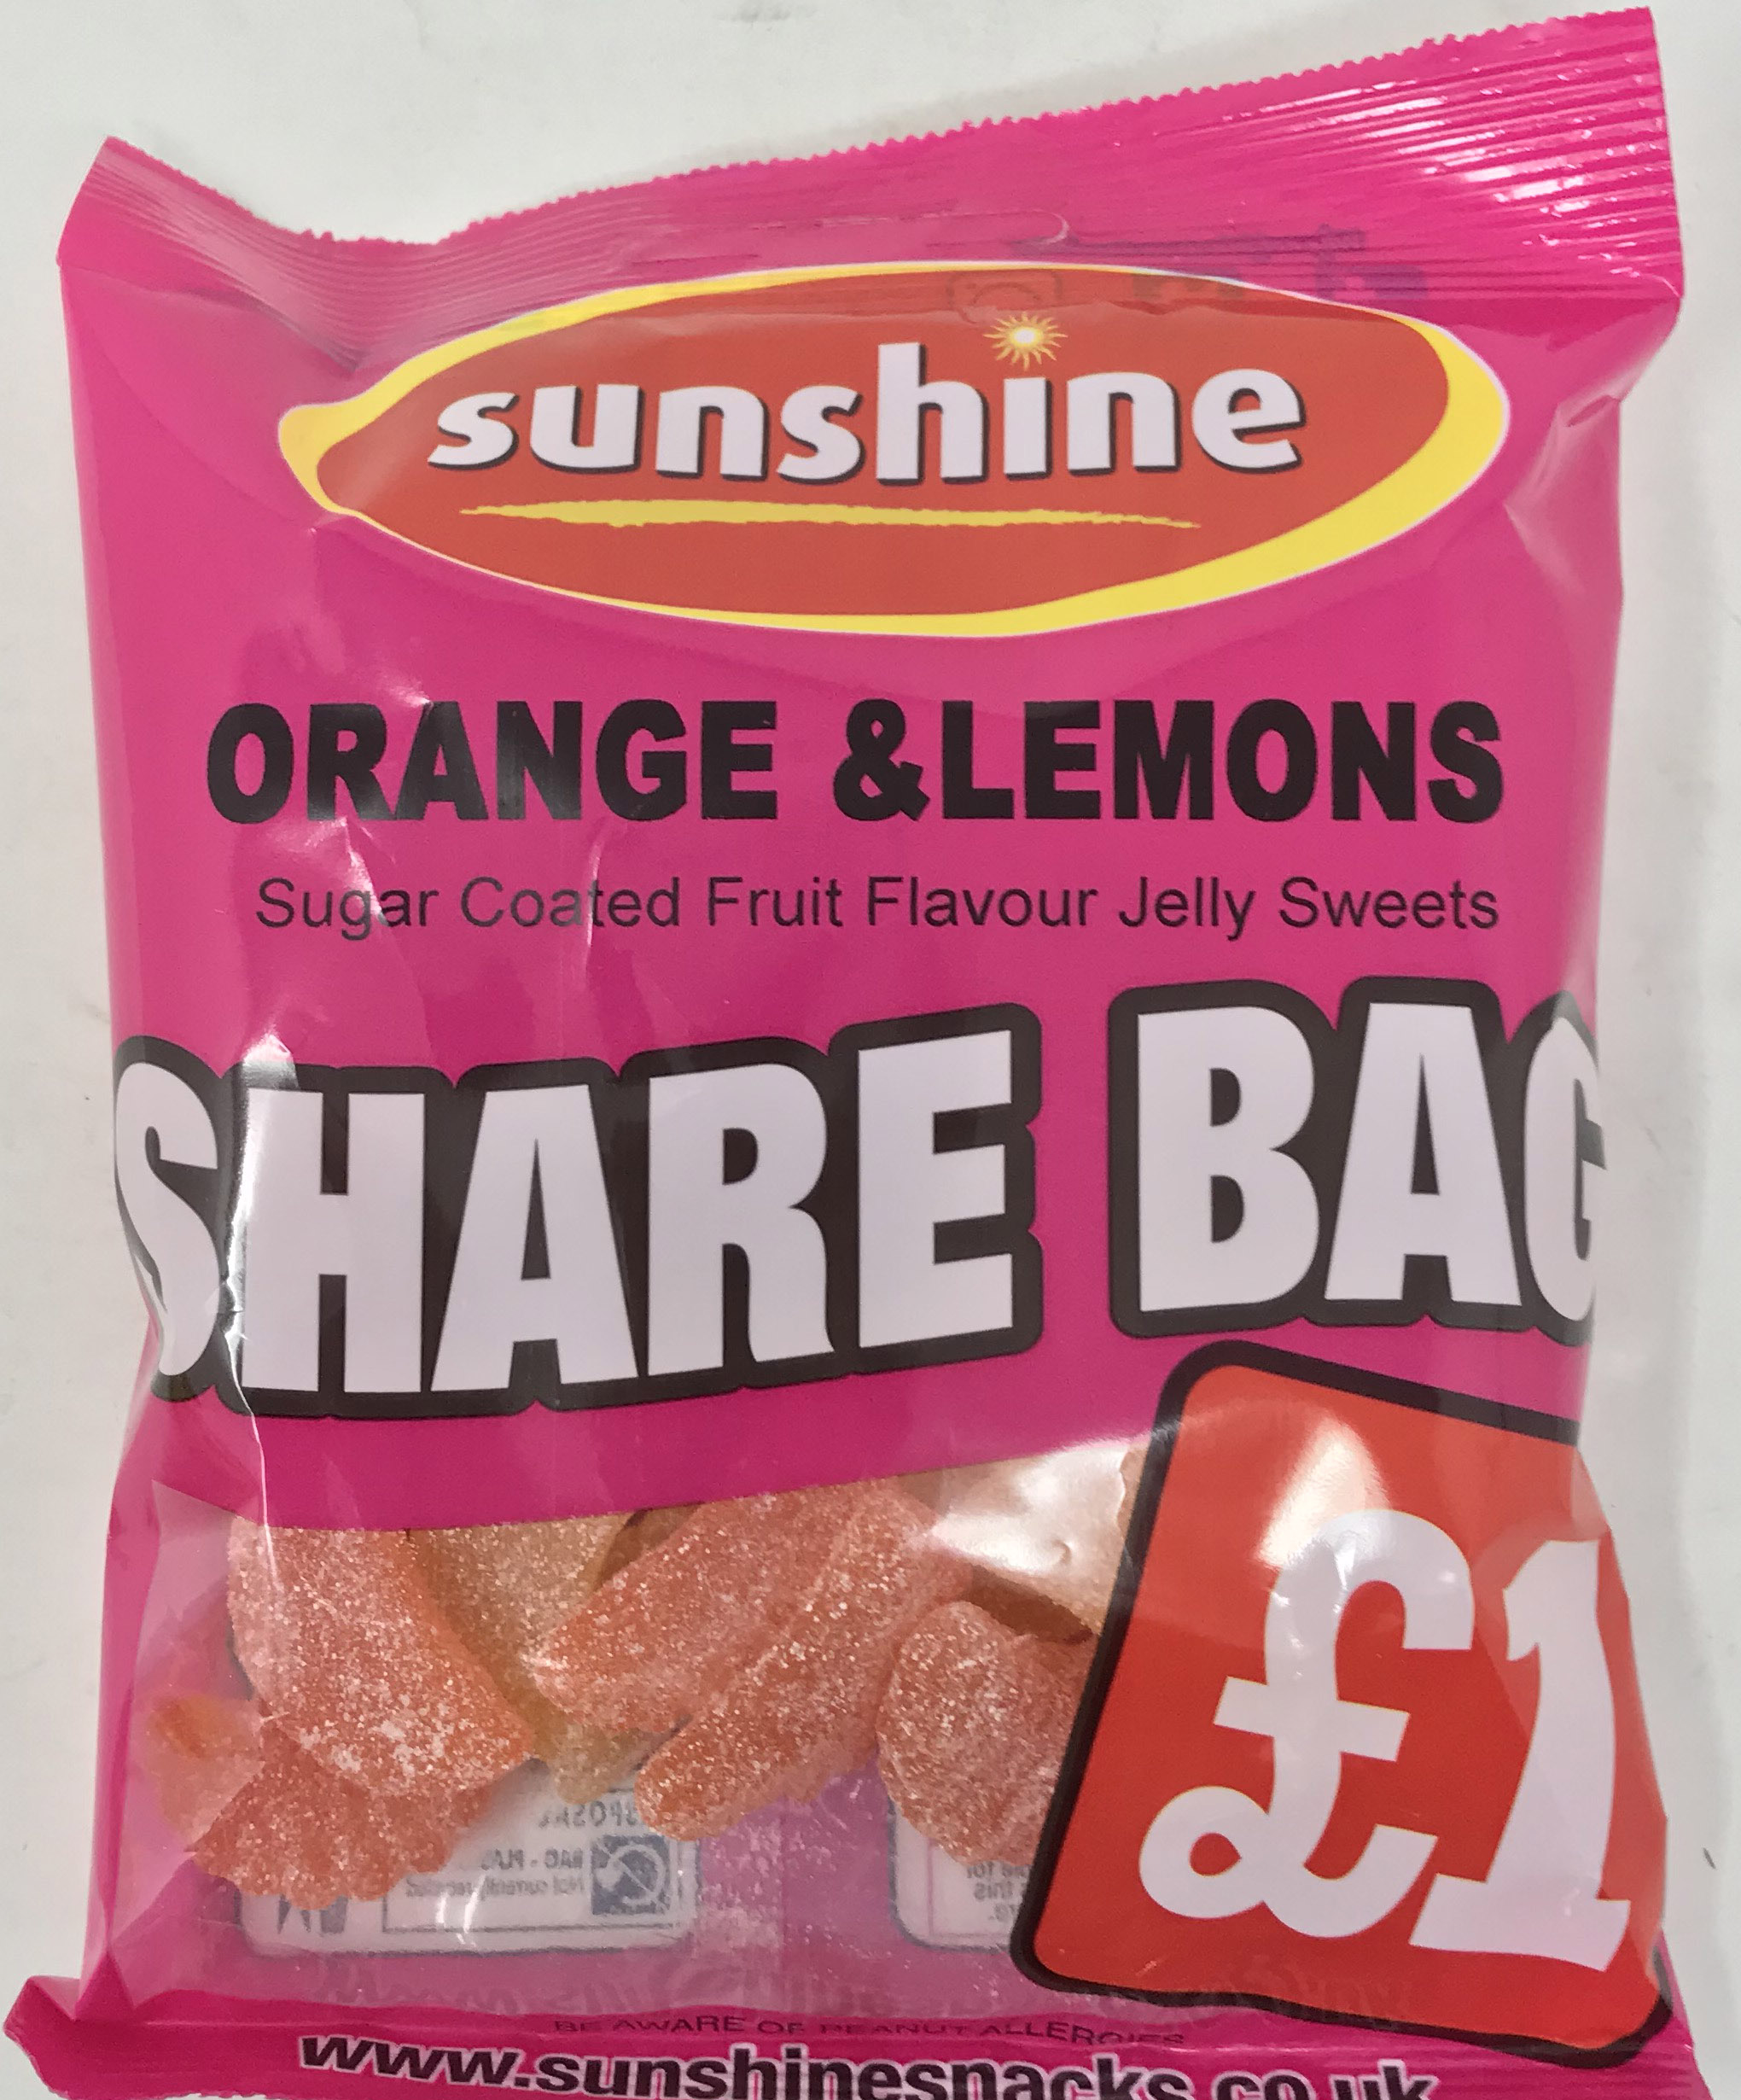 sunshine
ORANGE &LEMONS
Sugar Coated Fruit Flavour Jelly Sweets
SHARE BAG
£1
BE AWARE OF PEANUT ALLERGIES
www.sunshinesnacks.co.uk